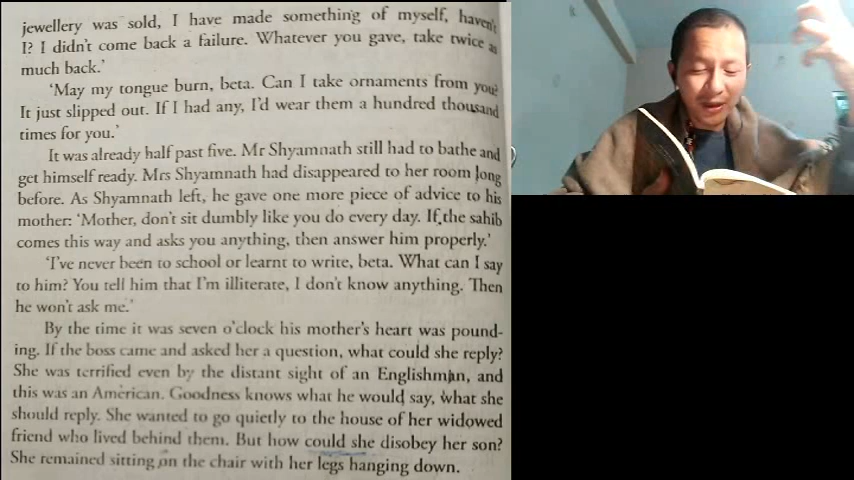 jewellery was sold, I have made something of myself, haven't
I? I didn't come back a failure. Whatever you gave, take twice as
much back.'
'May my tongue burn, beta. Can I take ornaments from you?
It just slipped out. If I had any, I'd wear them a hundred thousand
times for you.'
It was already half past five. Mr Shyamnath still had to bathe and
get himself ready. Mrs Shyamnath had disappeared to her room long
before. As Shyamnath left, he gave one more piece of advice to his
mother: 'Mother, don't sit dumbly like you do every day. If the sahib
comes this way and asks you anything, then answer him properly.'
'I've never been to school or learnt to write, beta. What can I say
to him? You tell him that I'm illiterate, I don't know anything. Then
he won't ask me.'
By the time it was seven o'clock his mother's heart was pound-
ing. If the boss came and asked her a question, what could she reply?
She was terrified even by the distant sight of an Englishman, and
this was an American. Goodness knows what he would say, what she
should reply. She wanted to go quietly to the house of her widowed
friend who lived behind them. But how could she disobey her son?
She remained sitting on the chair with her legs hanging down.